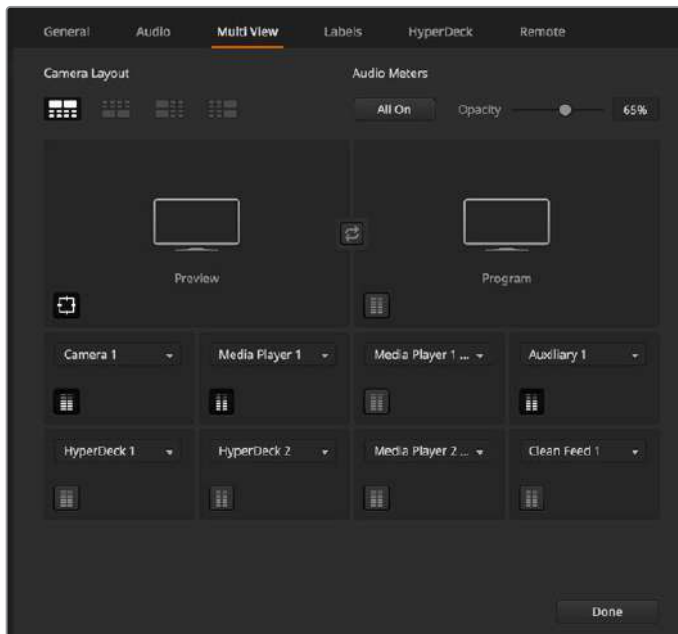 General Audio Multi View Labels HyperDeck Remote
Camera Layout Audio Meters
All On Opacity 65%
Preview Program
Camera 1 Media Player 1 Media Player 1 ... Auxiliary 1
HyperDeck 1 HyperDeck 2 Media Player 2 ... Clean Feed 1
Done